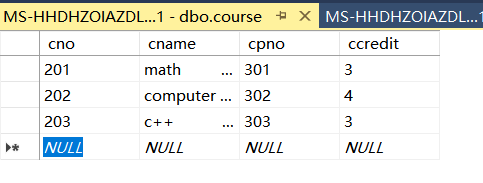 MS-HHDHZOIAZDL...1 - dbo.course MS-HHDHZOIAZDL...1
cno cname cpno ccredit
201 math ... 301 3
202 computer ... 302 4
203 c++ ... 303 3
NULL NULL NULL NULL